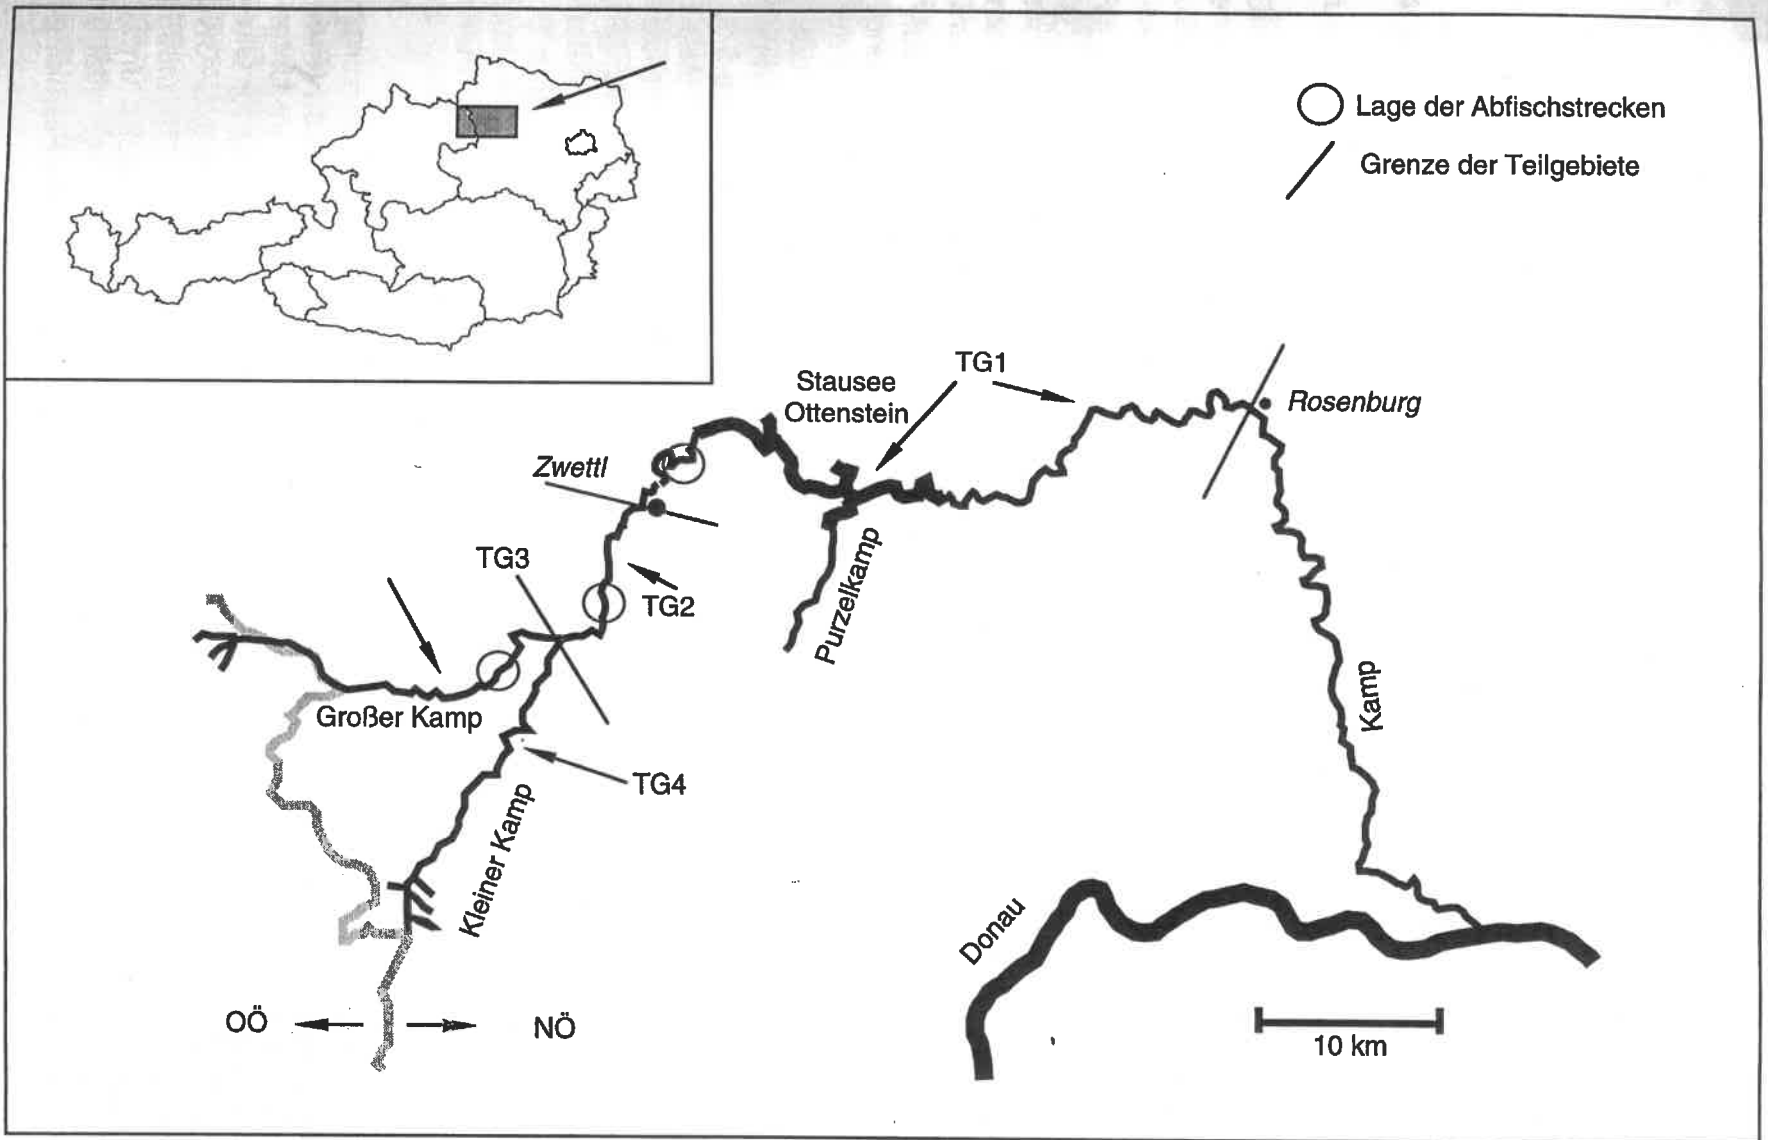 Lage der Abfischstrecken
Grenze der Teilgebiete
TG1
Stausee
Ottenstein
Rosenburg
Zwettl
TG3
TG2
Purzelkamp
Kamp
Großer Kamp
TG4
Kleiner Kamp
Donau
OÖ
NÖ
10 km